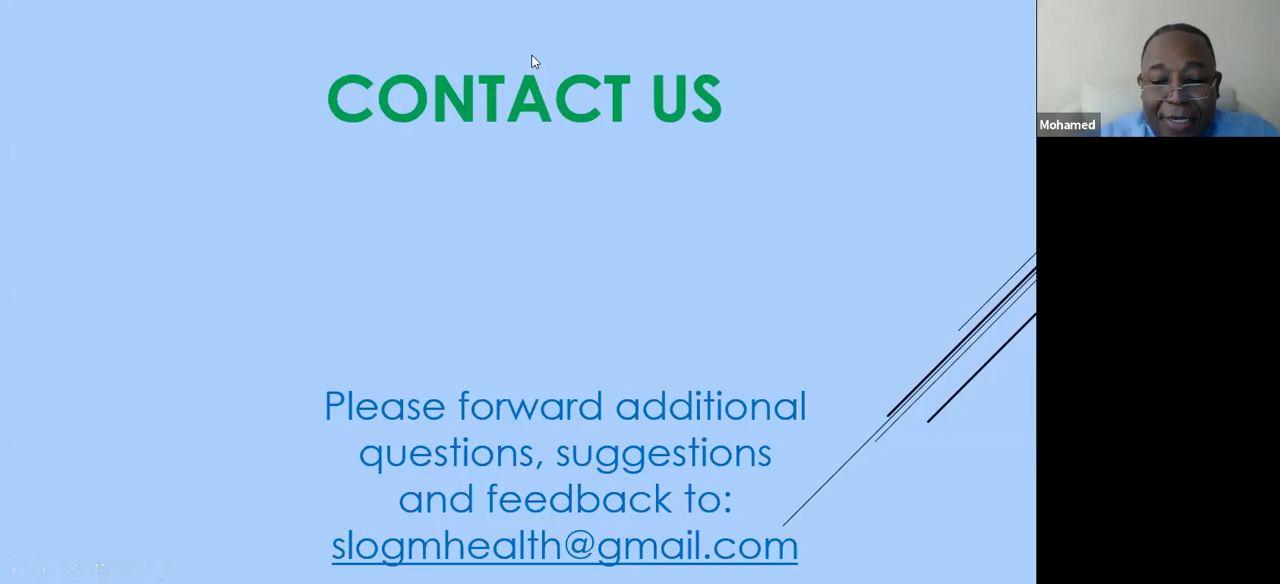 CONTACT US
Mohamed
Please forward additional
questions, suggestions
and feedback to:
slogmhealth@gmail.com